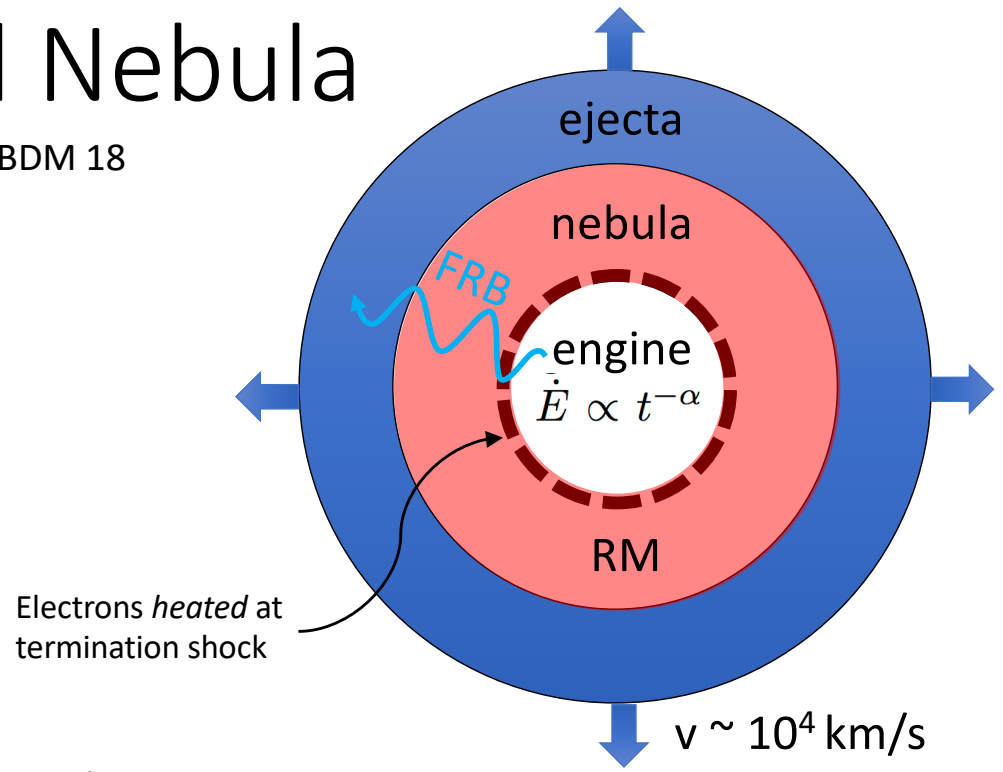 l Nebula
BDM 18
ejecta
nebula
FRB
engine
Ė ∝ t^{-α}
RM
Electrons heated at
termination shock
v ~ 10⁴ km/s